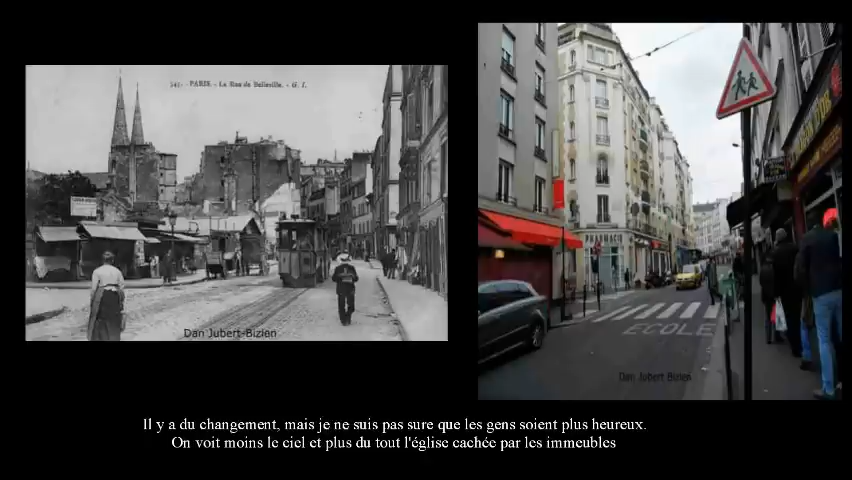 343. PARIS - La Rue de Belleville. - G. I.
Dan Jubert-Bizien
PHARMACIE
ECOLE
Dan Jubert Bizien
Il y a du changement, mais je ne suis pas sure que les gens soient plus heureux.
On voit moins le ciel et plus du tout l'église cachée par les immeubles